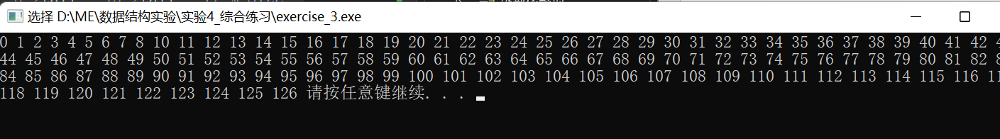 选择 D:\ME\数据结构实验\实验4_综合练习\exercise_3.exe
0 1 2 3 4 5 6 7 8 9 10 11 12 13 14 15 16 17 18 19 20 21 22 23 24 25 26 27 28 29 30 31 32 33 34 35 36 37 38 39 40 41 42
44 45 46 47 48 49 50 51 52 53 54 55 56 57 58 59 60 61 62 63 64 65 66 67 68 69 70 71 72 73 74 75 76 77 78 79 80 81 82
84 85 86 87 88 89 90 91 92 93 94 95 96 97 98 99 100 101 102 103 104 105 106 107 108 109 110 111 112 113 114 115 116
118 119 120 121 122 123 124 125 126 请按任意键继续. . .